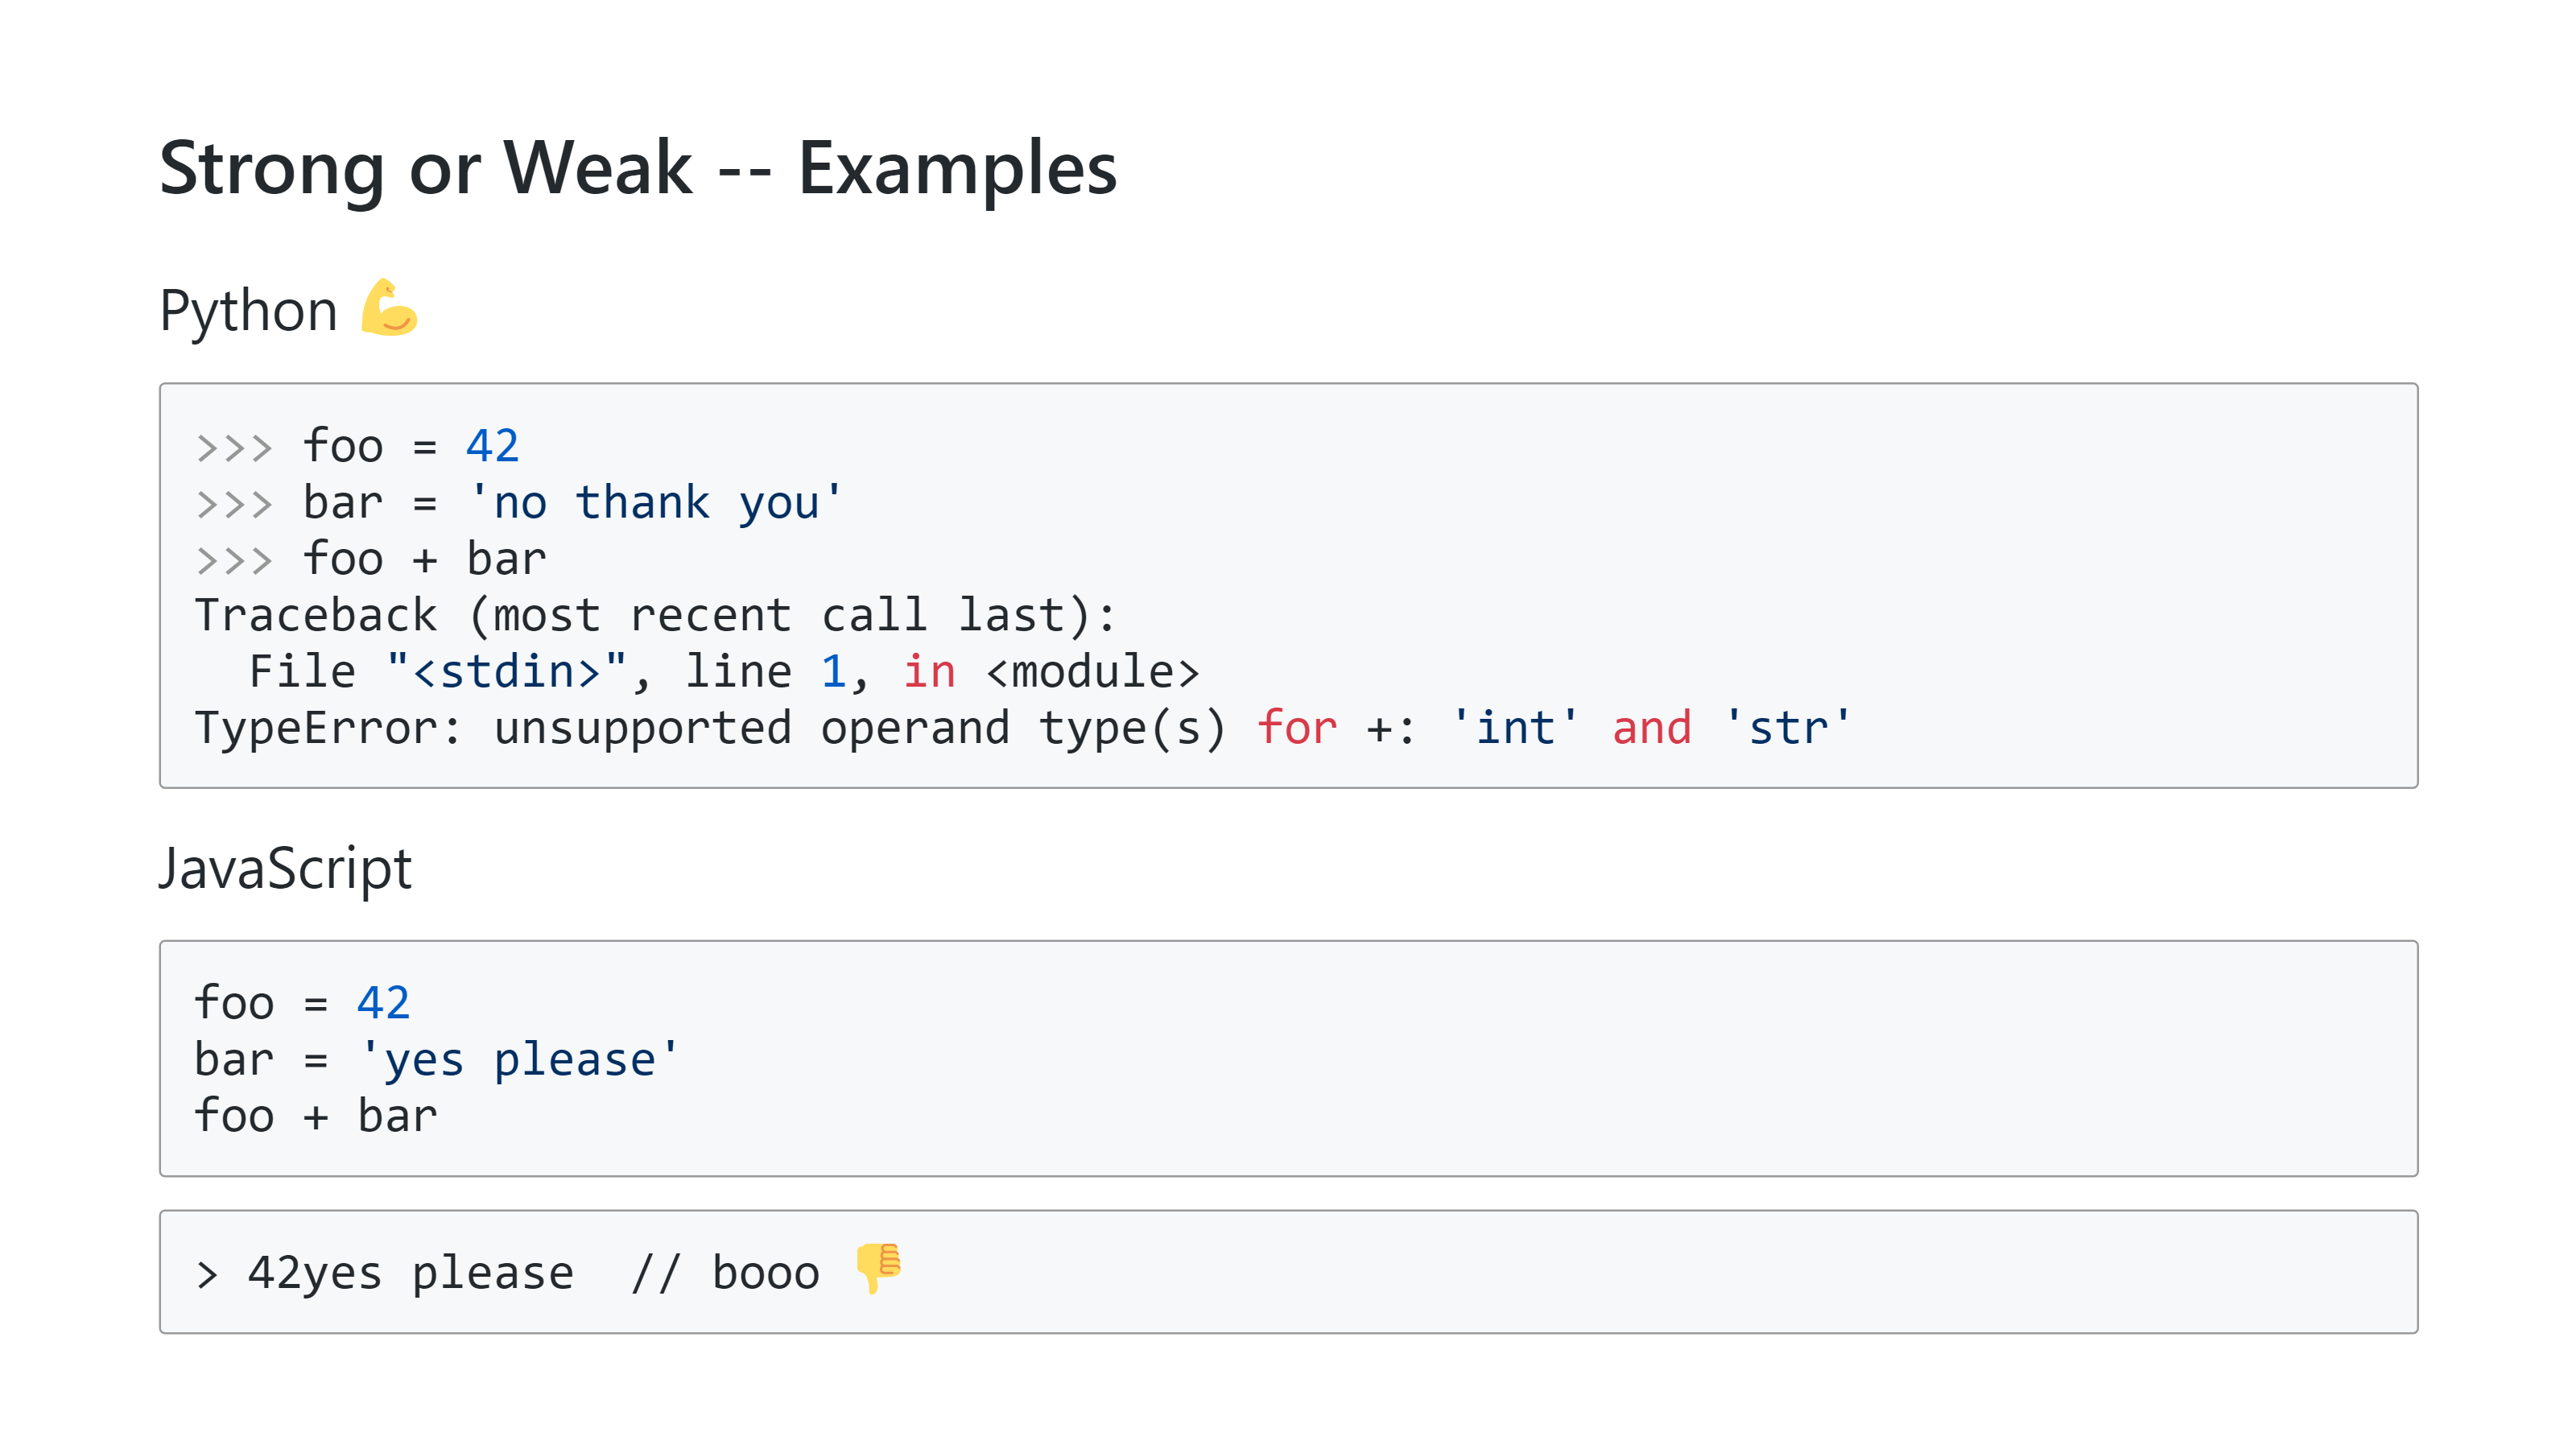 Strong or Weak -- Examples
Python 💪
>>> foo = 42
>>> bar = 'no thank you'
>>> foo + bar
Traceback (most recent call last):
  File "<stdin>", line 1, in <module>
TypeError: unsupported operand type(s) for +: 'int' and 'str'
JavaScript
foo = 42
bar = 'yes please'
foo + bar
> 42yes please  // booo 👎